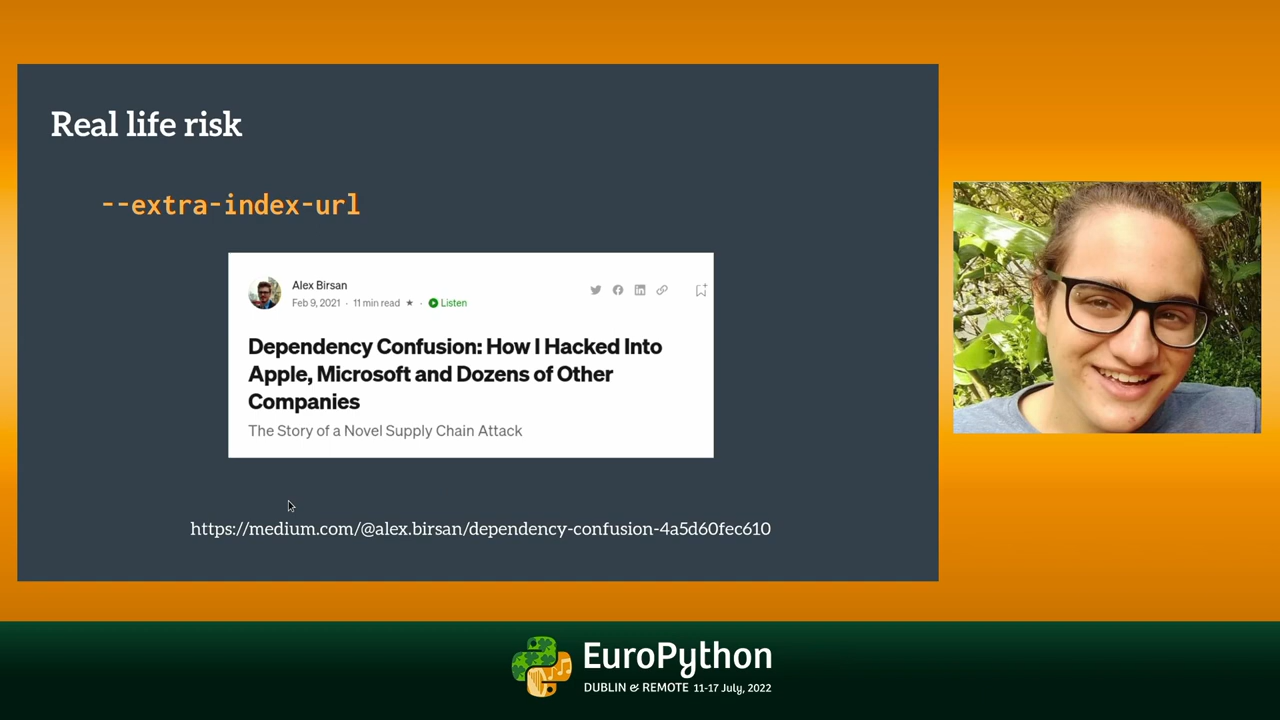 Real life risk
--extra-index-url
Alex Birsan
Feb 9, 2021 · 11 min read ★ · Listen
Dependency Confusion: How I Hacked Into
Apple, Microsoft and Dozens of Other
Companies
The Story of a Novel Supply Chain Attack
https://medium.com/@alex.birsan/dependency-confusion-4a5d60fec610
EuroPython
DUBLIN & REMOTE 11-17 July, 2022